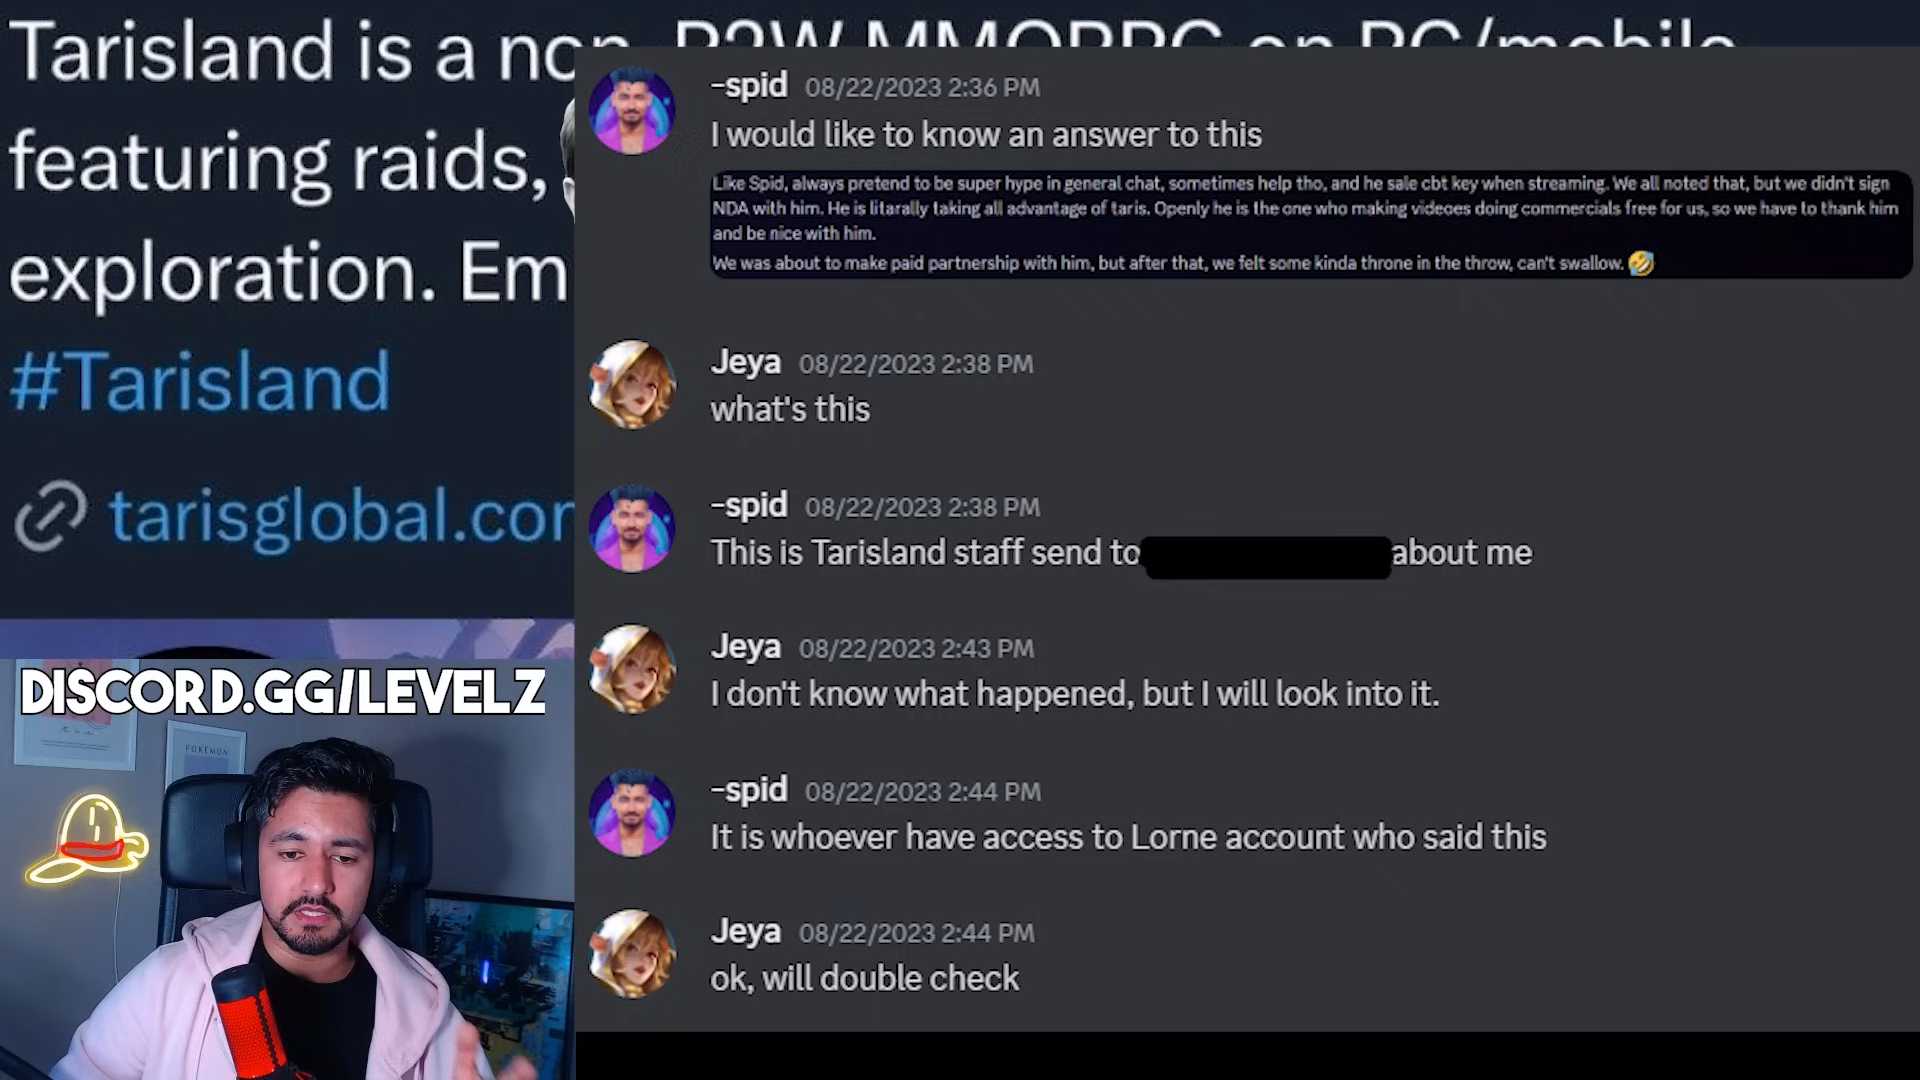 Tarisland is a non P2W MMORPG on PC/mobile
featuring raids,
exploration. Em
#Tarisland
tarisglobal.com
-spid 08/22/2023 2:36 PM
I would like to know an answer to this
Like Spid, always pretend to be super hype in general chat, sometimes help tho, and he sale cbt key when streaming. We all noted that, but we didn't sign
NDA with him. He is litarally taking all advantage of taris. Openly he is the one who making videoes doing commercials free for us, so we have to thank him
and be nice with him.
We was about to make paid partnership with him, but after that, we felt some kinda throne in the throw, can't swallow. 🤣
Jeya 08/22/2023 2:38 PM
what's this
-spid 08/22/2023 2:38 PM
This is Tarisland staff send to about me
Jeya 08/22/2023 2:43 PM
I don't know what happened, but I will look into it.
-spid 08/22/2023 2:44 PM
It is whoever have access to Lorne account who said this
Jeya 08/22/2023 2:44 PM
ok, will double check
DISCORD.GG/LEVELZ
POKÉMON